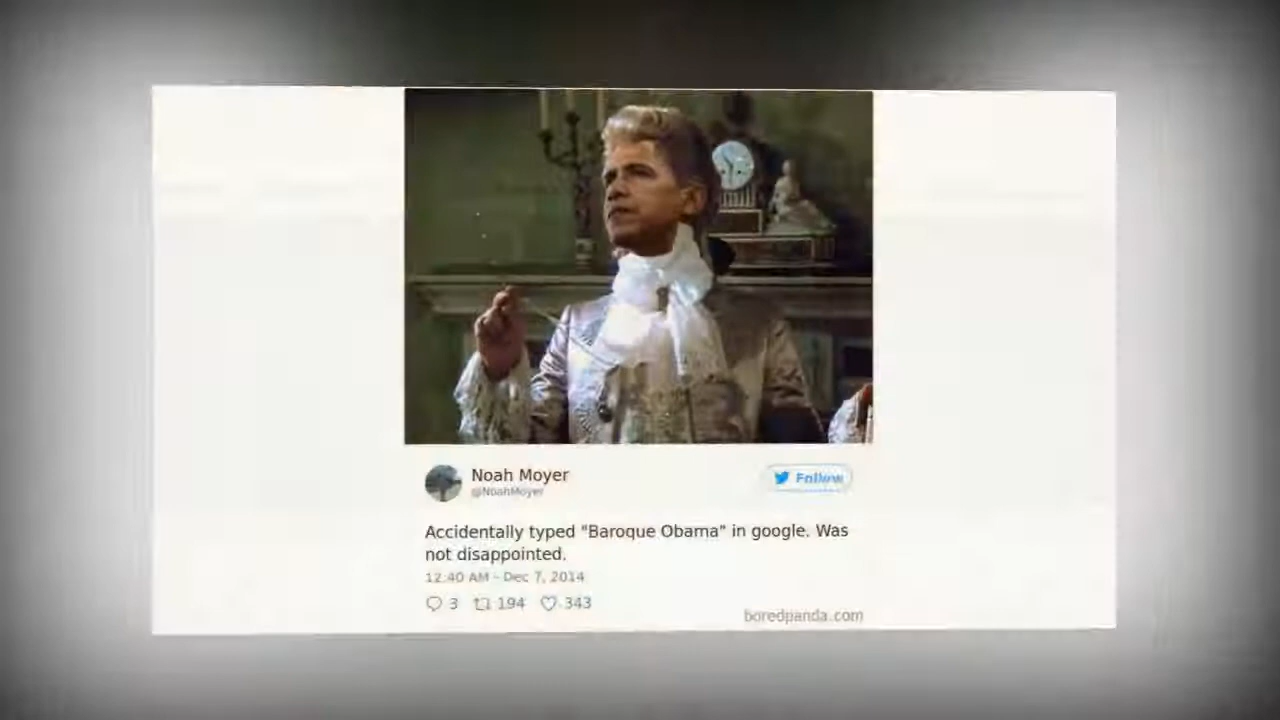 Noah Moyer
@NoahMoyer
Follow
Accidentally typed "Baroque Obama" in google. Was
not disappointed.
12:40 AM - Dec 7, 2014
3 194 343
boredpanda.com